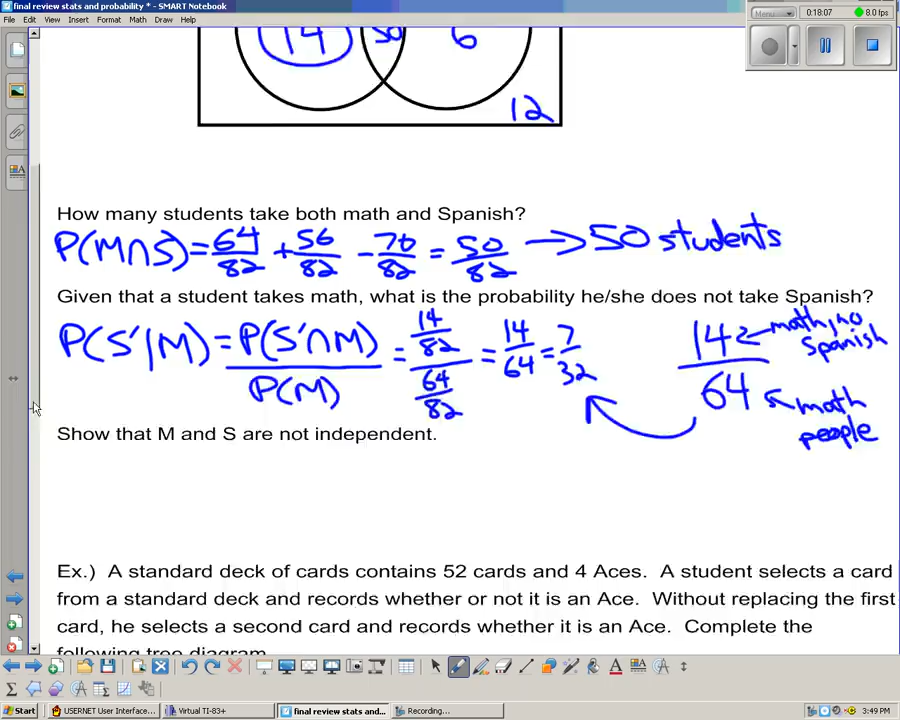 final review stats and probability * - SMART Notebook
File Edit View Insert Format Math Draw Help
Menu 18:07 8.0 fps
14 50 6
12
How many students take both math and Spanish?
P(M∩S) = 64/82 + 56/82 - 70/82 = 50/82 → 50 students
Given that a student takes math, what is the probability he/she does not take Spanish?
P(S'|M) = P(S'∩M)/P(M) = 14/82 / 64/82 = 14/64 = 7/32
14/64
math, no Spanish
math people
Show that M and S are not independent.
Ex.) A standard deck of cards contains 52 cards and 4 Aces. A student selects a card
from a standard deck and records whether or not it is an Ace. Without replacing the first
card, he selects a second card and records whether it is an Ace. Complete the
following tree diagram
Start USERNET User Interface... Virtual TI-83+ final review stats and... Recording... 3:49 PM